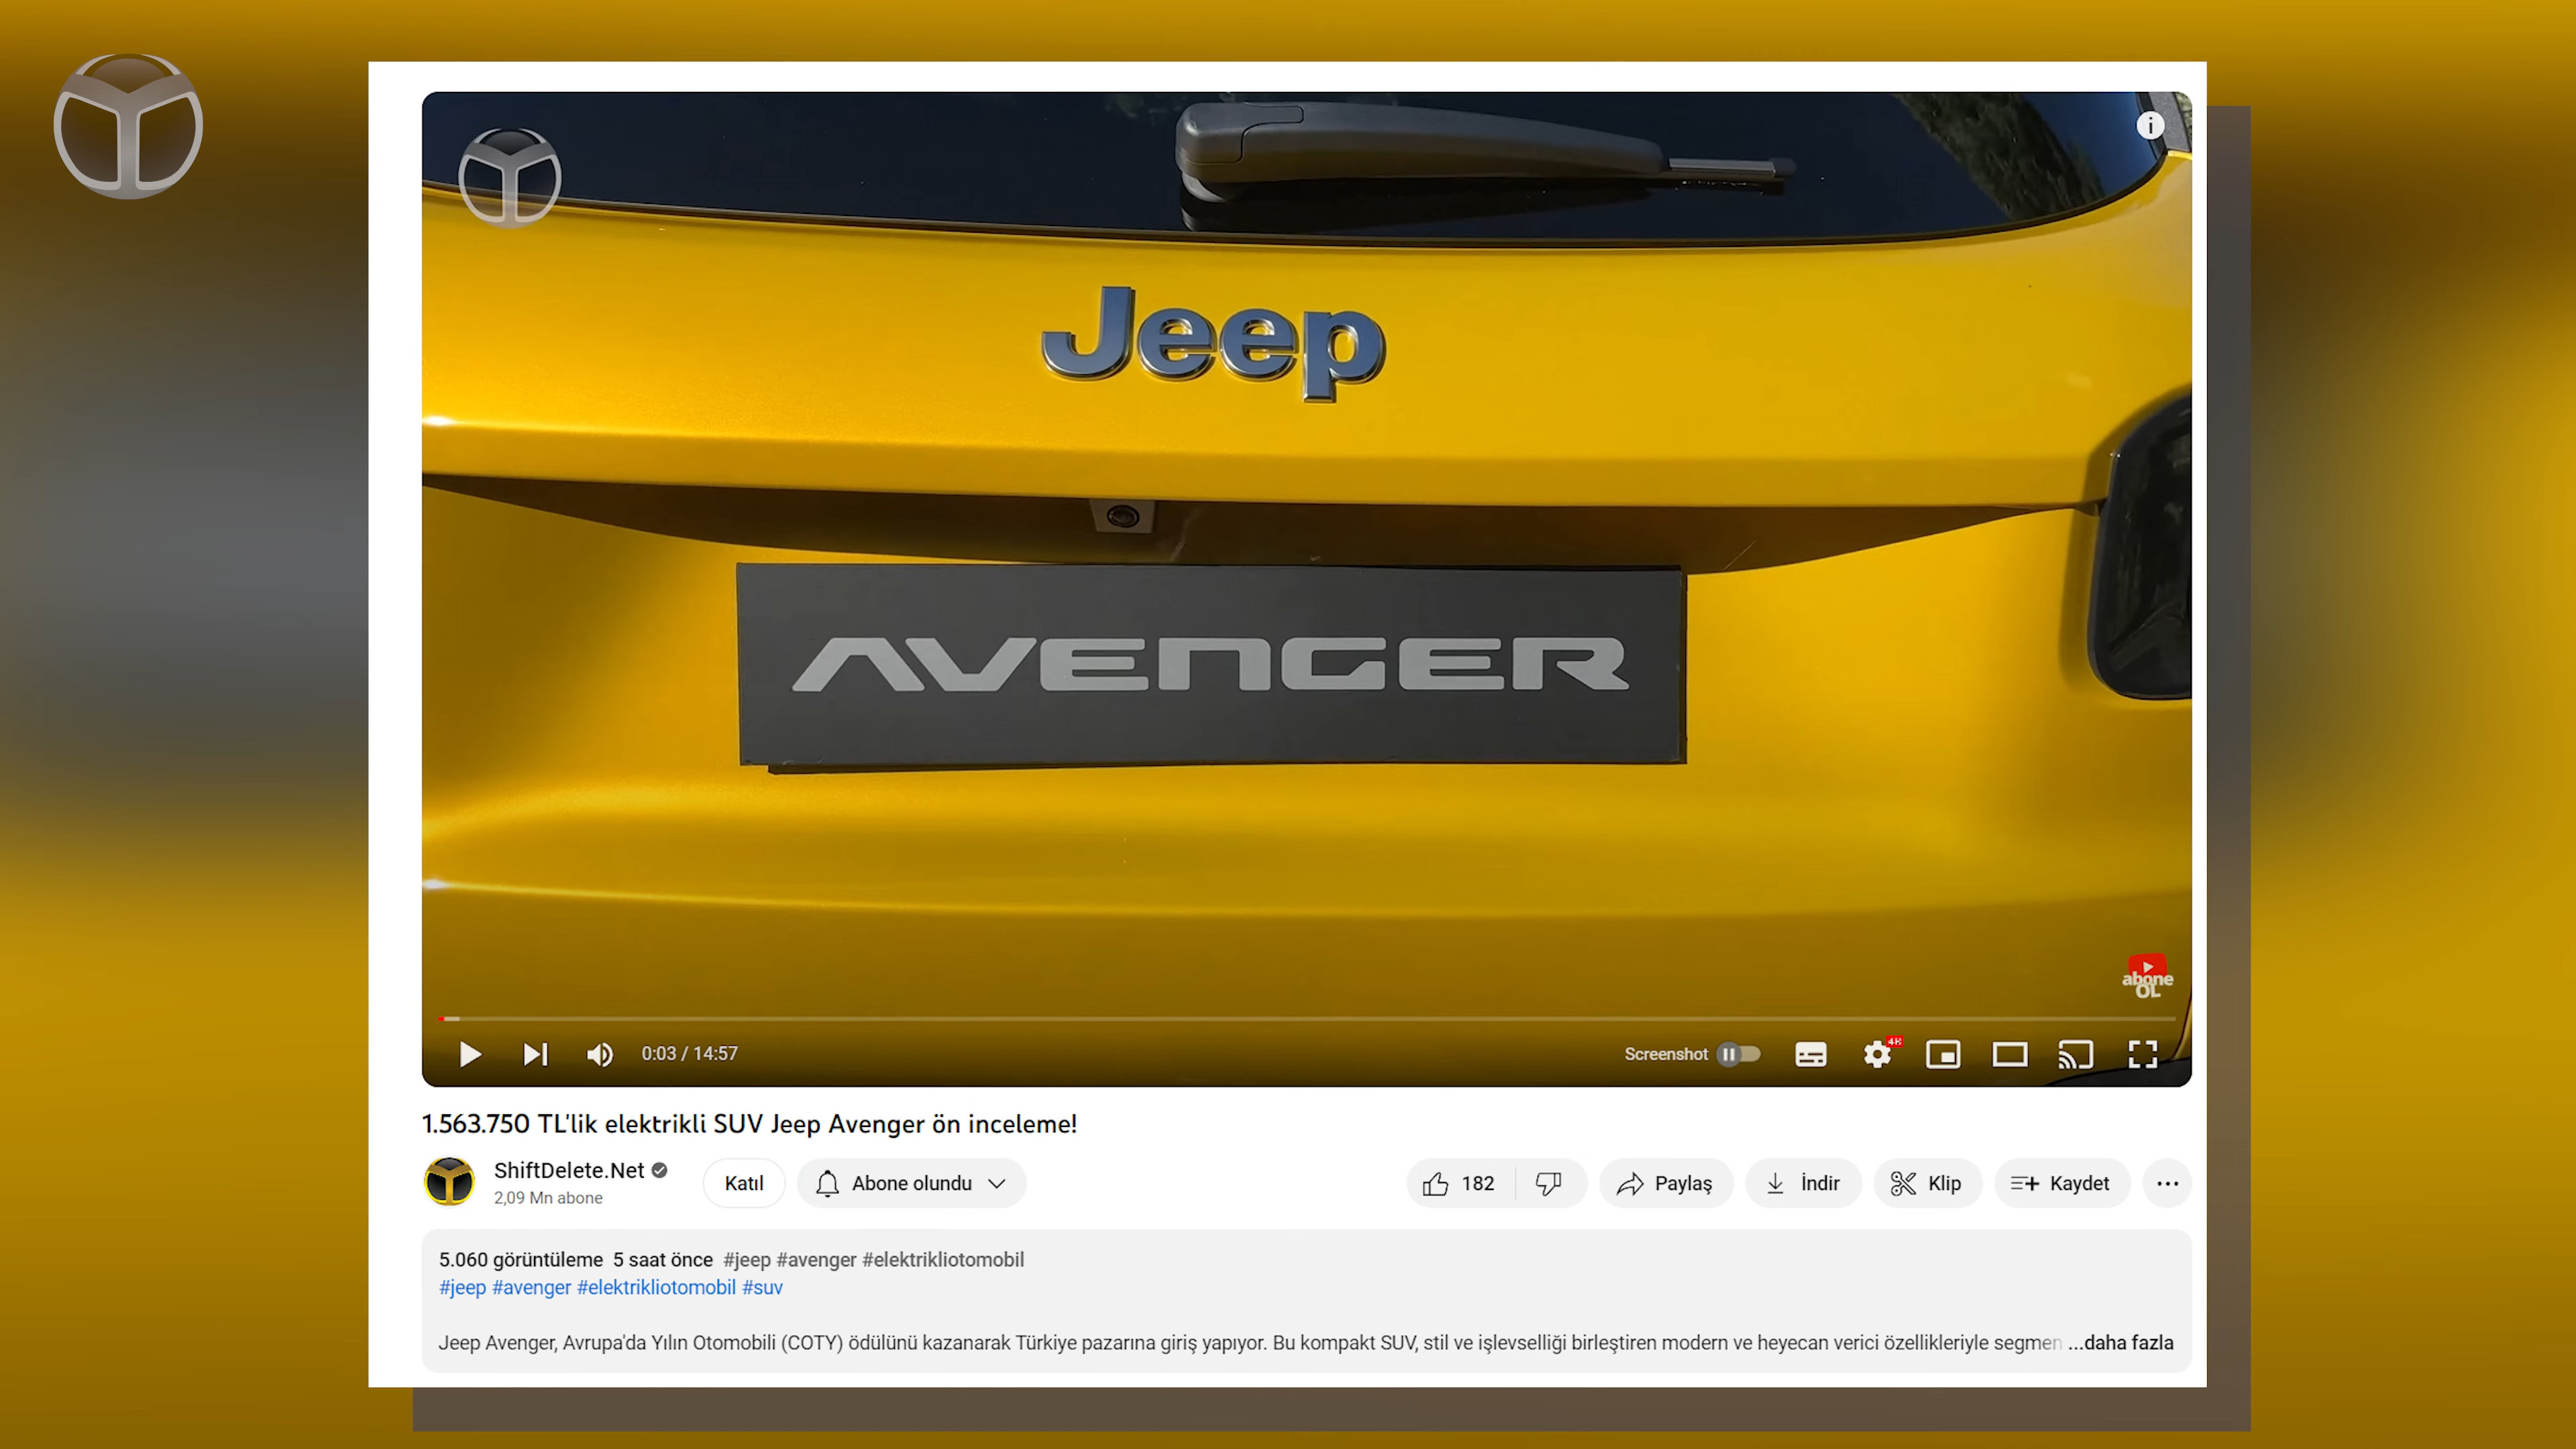 Jeep
AVENGER
abone
OL
0:03 / 14:57
Screenshot
4K
1.563.750 TL'lik elektrikli SUV Jeep Avenger ön inceleme!
ShiftDelete.Net
2,09 Mn abone
Katıl
Abone olundu
182
Paylaş
İndir
Klip
Kaydet
5.060 görüntüleme 5 saat önce #jeep #avenger #elektrikliotomobil
#jeep #avenger #elektrikliotomobil #suv
Jeep Avenger, Avrupa'da Yılın Otomobili (COTY) ödülünü kazanarak Türkiye pazarına giriş yapıyor. Bu kompakt SUV, stil ve işlevselliği birleştiren modern ve heyecan verici özellikleriyle segmen ...daha fazla